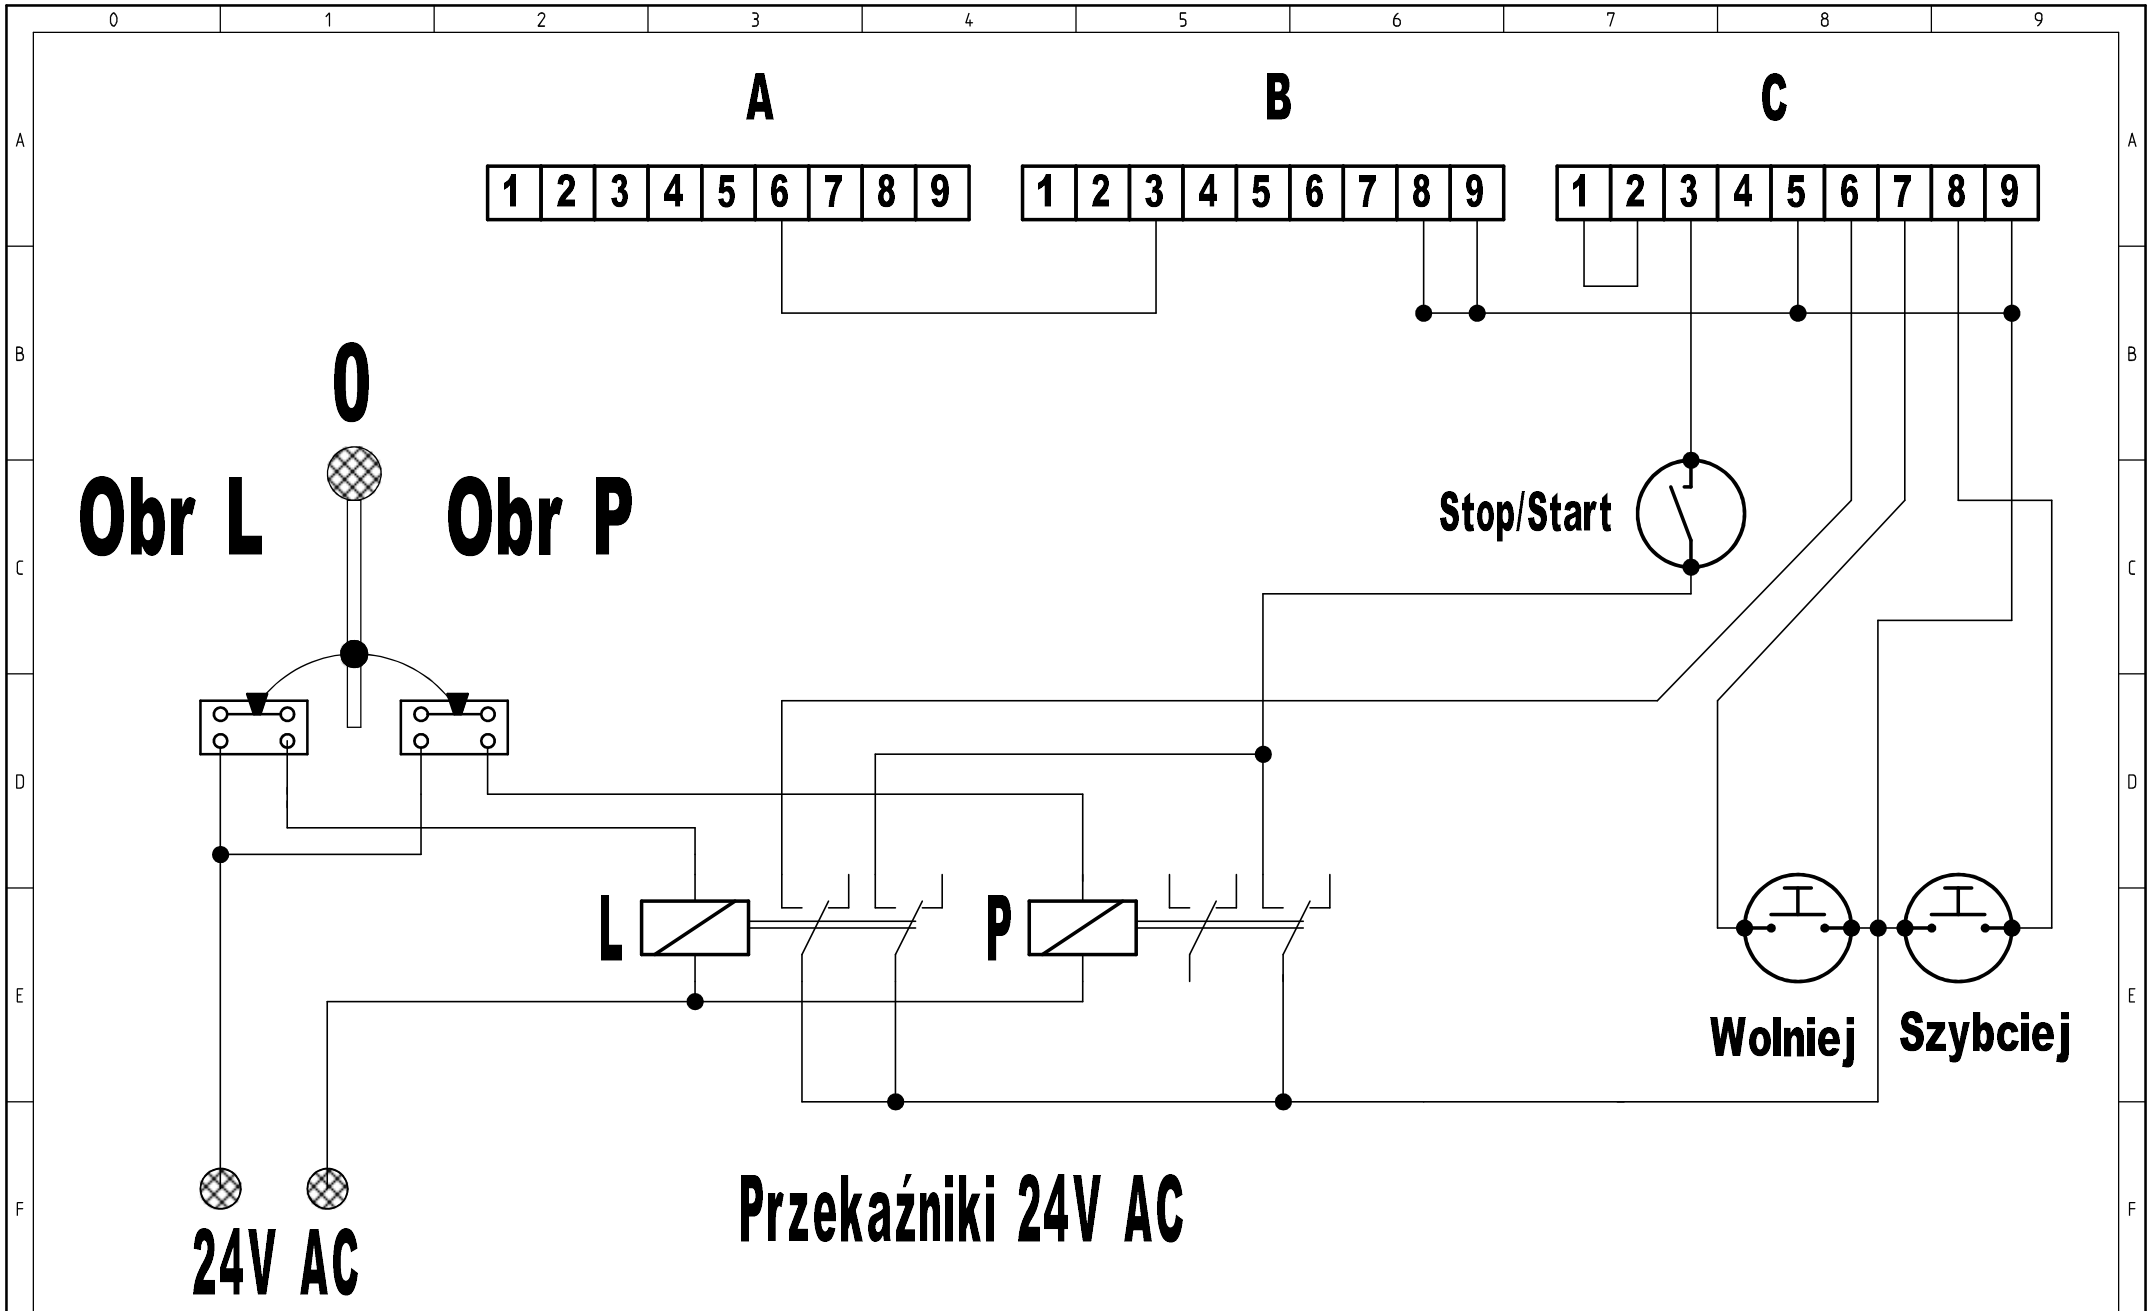 0 1 2 3 4 5 6 7 8 9
A B C
A A
1 2 3 4 5 6 7 8 9 1 2 3 4 5 6 7 8 9 1 2 3 4 5 6 7 8 9
B B
0
Obr L Obr P Stop/Start
C C
D D
L P
E E
Wolniej Szybciej
F F
Przekaźniki 24V AC
24V AC